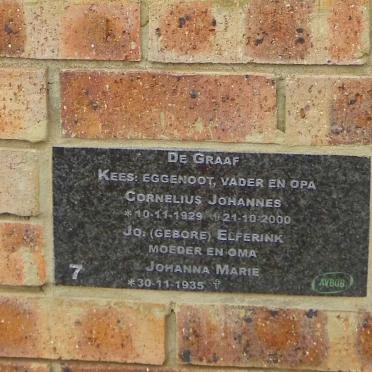 De Graaf
Kees: eggenoot, vader en opa
Cornelius Johannes
*10-11-1929 ✝21-10-2000
Jo: (gebore) Elferink
moeder en oma
Johanna Marie
*30-11-1935 ✝
7
AVBOB